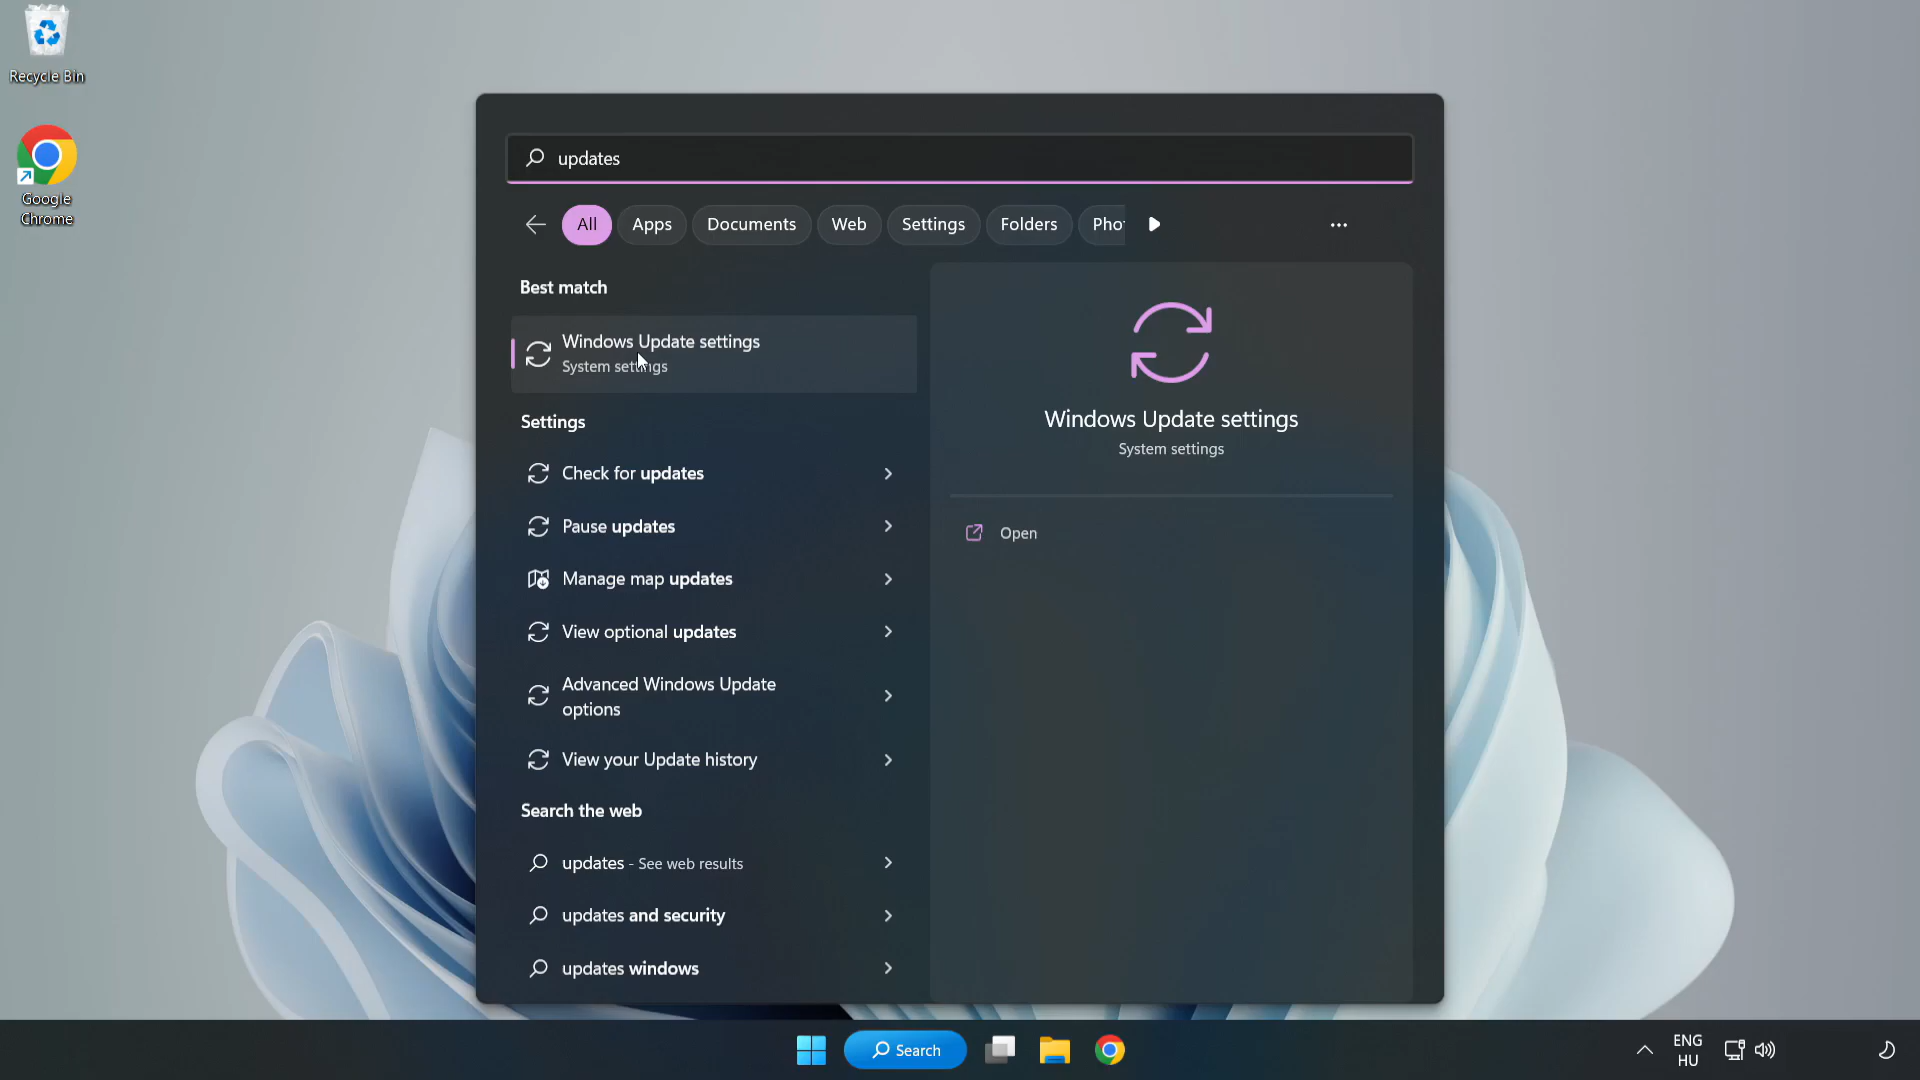 Recycle Bin
Google
Chrome
updates
All
Apps
Documents
Web
Settings
Folders
Pho
Best match
Windows Update settings
System settings
Settings
Check for updates
Pause updates
Manage map updates
View optional updates
Advanced Windows Update
options
View your Update history
Search the web
updates - See web results
updates and security
updates windows
Windows Update settings
System settings
Open
Search
ENG
HU